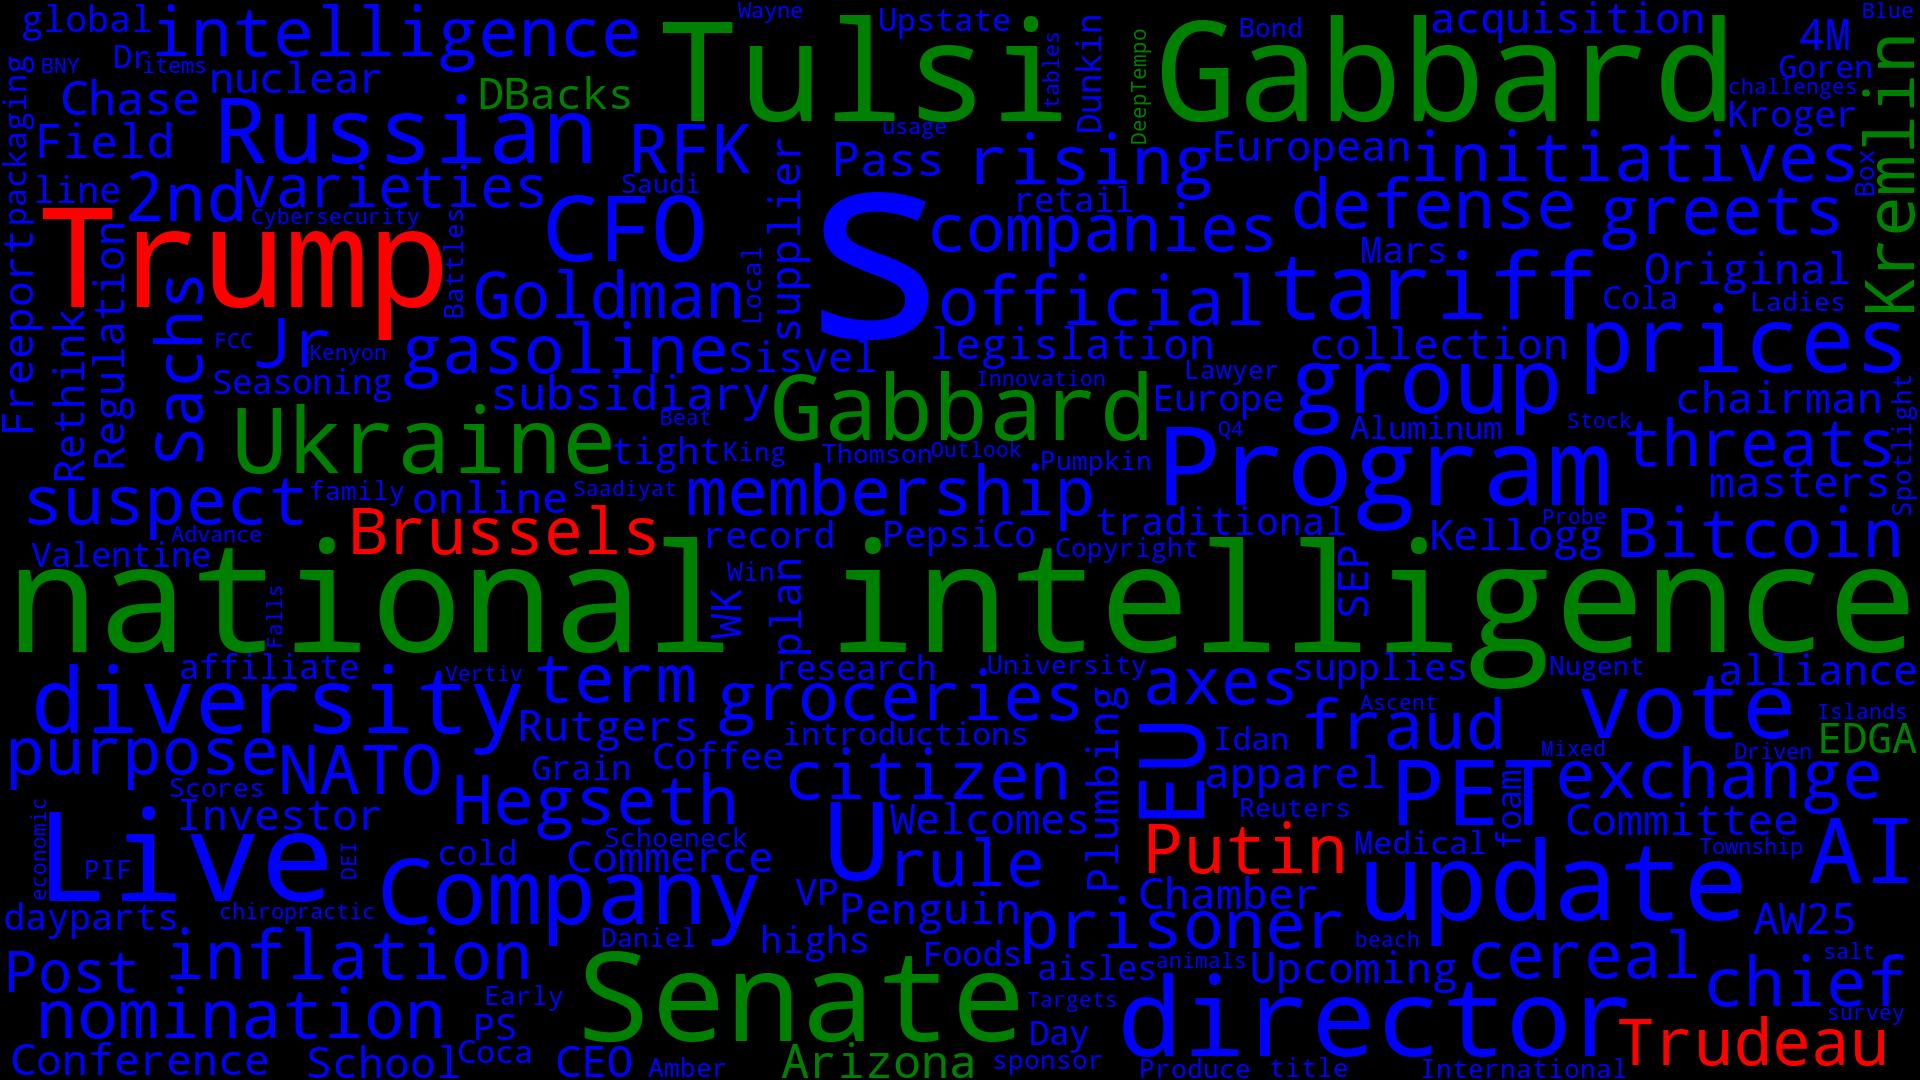 global
intelligence
Wayne
Tulsi Gabbard
Upstate
Dunkin
Bond
acquisition
4M
Blue
BNY
Dr
items
nuclear
DBacks
tables
DeepTempo
Goren
challenges
Kremlin
packaging
Chase
Russian
RFK
usage
Pass
rising
European
initiatives
Kroger
Box
Field
line
2nd
varieties
Saudi
supplier
retail
defense
greets
Trump
Cybersecurity
Battles
CFO
S
companies
Mars
Original
Freeport
Regulation
Sachs
Goldman
Local
official
tariff
Cola
Ladies
Rethink
FCC
Jr
Kenyon
gasoline
Sisvel
legislation
collection
prices
Seasoning
subsidiary
Gabbard
Innovation
Lawyer
Europe
group
chairman
Spotlight
Ukraine
Beat
tight
King
Thomson
Outlook
Pumpkin
Q4
Aluminum
Stock
threats
Program
suspect
family
online
Saadiyat
membership
masters
Advance
Brussels
record
PepsiCo
traditional
Copyright
Kellogg
Probe
Bitcoin
Valentine
national intelligence
Win
WK
plan
SEP
Falls
affiliate
Vertiv
term
research
University
axes
supplies
Nugent
alliance
diversity
Rutgers
groceries
Plumbing
EU
Ascent
fraud
vote
Islands
purpose
NATO
Grain
Coffee
introductions
Idan
Mixed
Driven
EDGA
Scores
Hegseth
citizen
apparel
PET
foam
exchange
economic
Live
Investor
Schoeneck
U
Welcomes
Reuters
Committee
PIF
DEI
cold
Commerce
rule
Putin
Medical
Township
AI
dayparts
chiropractic
Company
VP
Penguin
Chamber
update
AW25
Post
inflation
Daniel
highs
Foods
prisoner
beach
salt
Senate
aisles
animals
Upcoming
cereal
chief
nomination
Early
PS
Targets
Day
director
survey
Trudeau
Conference
School
Coca
CEO
Amber
Arizona
sponsor
Produce
title
International